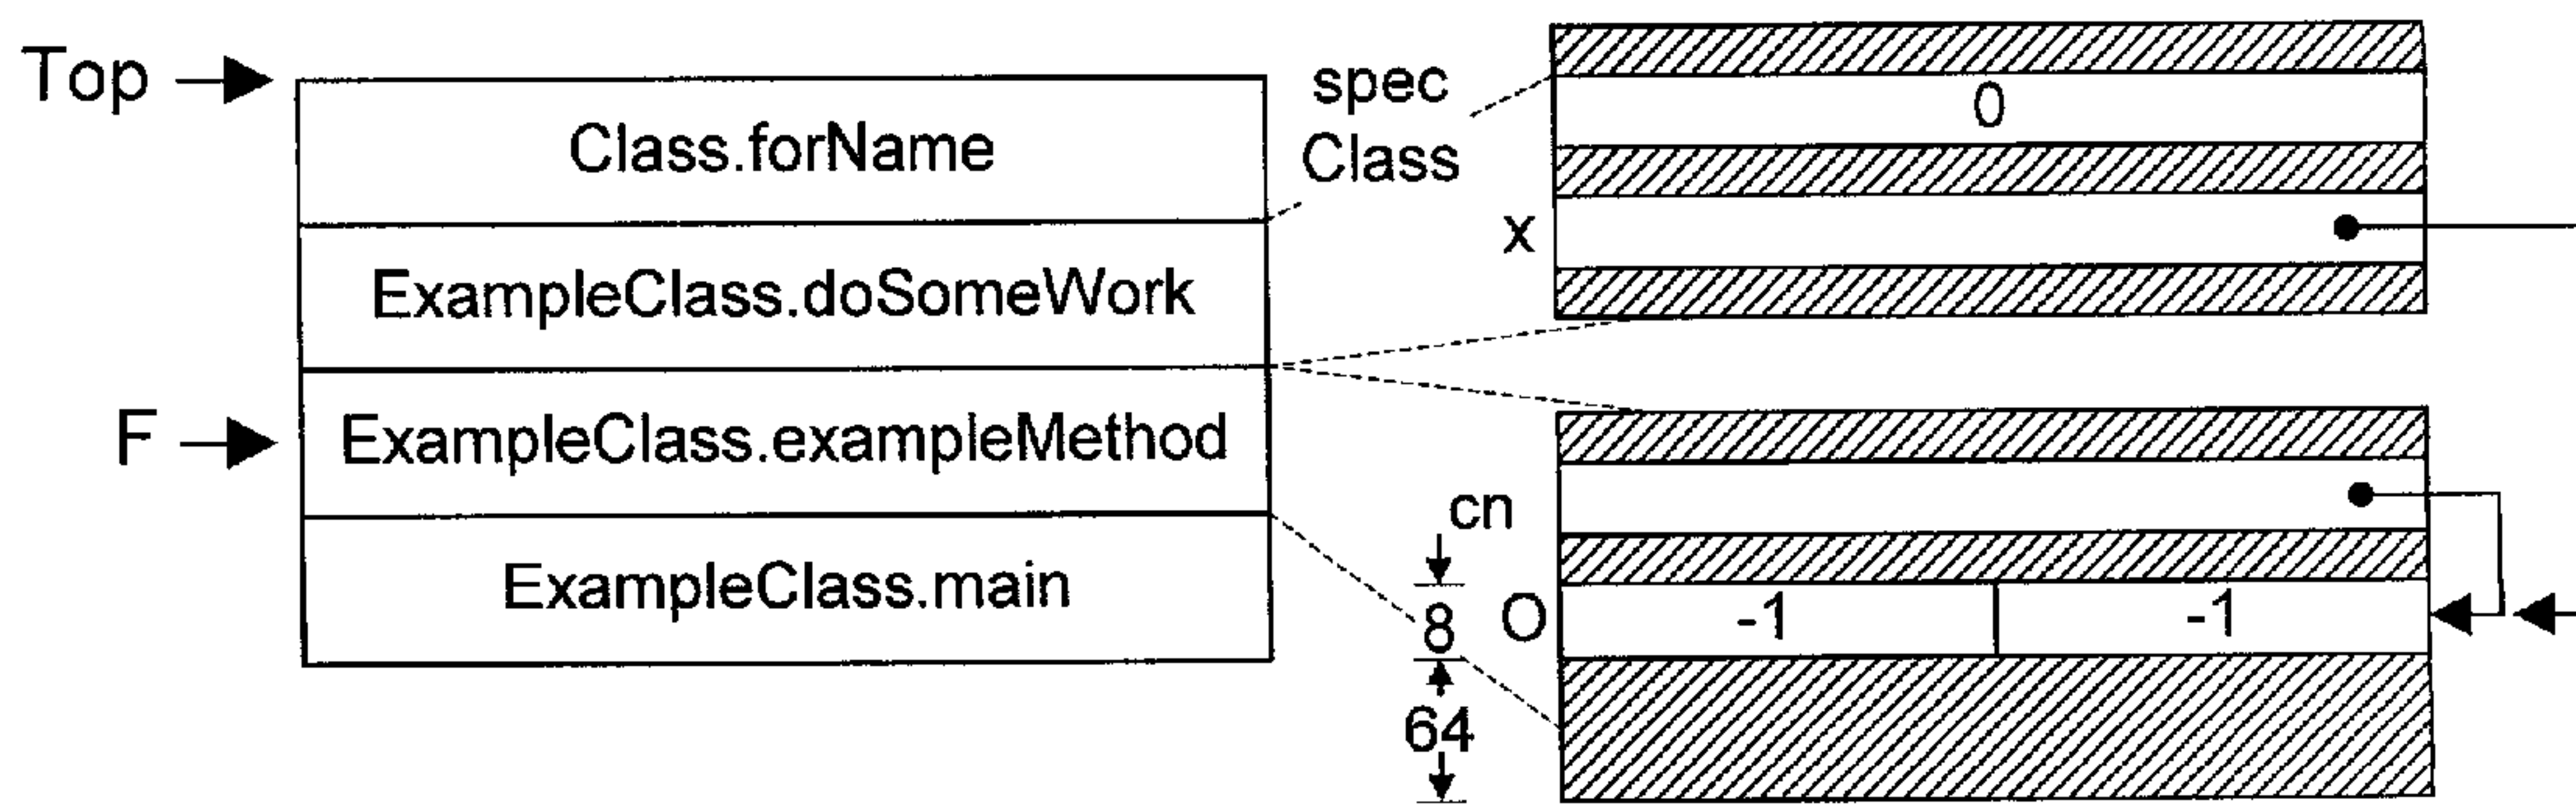 Top
Class.forName
ExampleClass.doSomeWork
F
ExampleClass.exampleMethod
ExampleClass.main
spec
Class
0
x
cn
8
O
-1
-1
64